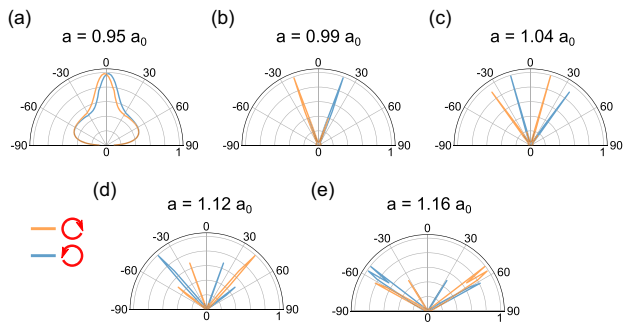 (a)
a = 0.95 a0
-90 -60 -30 0 30 60 90
0 1
(b)
a = 0.99 a0
-90 -60 -30 0 30 60 90
0 1
(c)
a = 1.04 a0
-90 -60 -30 0 30 60 90
0 1
(d)
a = 1.12 a0
-90 -60 -30 0 30 60 90
0 1
(e)
a = 1.16 a0
-90 -60 -30 0 30 60 90
0 1